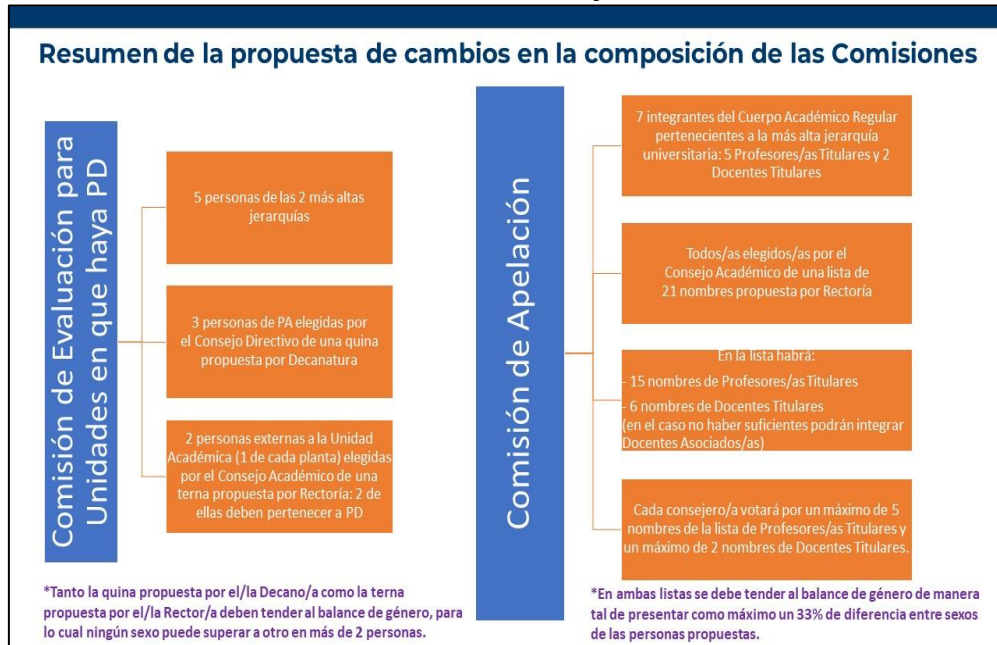 Resumen de la propuesta de cambios en la composición de las Comisiones
Comisión de Evaluación para
Unidades en que haya PD
5 personas de las 2 más altas
jerarquías
3 personas de PA elegidas por
el Consejo Directivo de una quina
propuesta por Decanatura
2 personas externas a la Unidad
Académica (1 de cada planta) elegidas
por el Consejo Académico de una
terna propuesta por Rectoría: 2 de
ellas deben pertenecer a PD
*Tanto la quina propuesta por el/la Decano/a como la terna
propuesta por el/la Rector/a deben tender al balance de género, para
lo cual ningún sexo puede superar a otro en más de 2 personas.
Comisión de Apelación
7 integrantes del Cuerpo Académico Regular
pertenecientes a la más alta jerarquía
universitaria: 5 Profesores/as Titulares y 2
Docentes Titulares
Todos/as elegidos/as por el
Consejo Académico de una lista de
21 nombres propuesta por Rectoría
En la lista habrá:
- 15 nombres de Profesores/as Titulares
- 6 nombres de Docentes Titulares
(en el caso no haber suficientes podrán integrar
Docentes Asociados/as)
Cada consejero/a votará por un máximo de 5
nombres de la lista de Profesores/as Titulares y
un máximo de 2 nombres de Docentes Titulares.
*En ambas listas se debe tender al balance de género de manera
tal de presentar como máximo un 33% de diferencia entre sexos
de las personas propuestas.